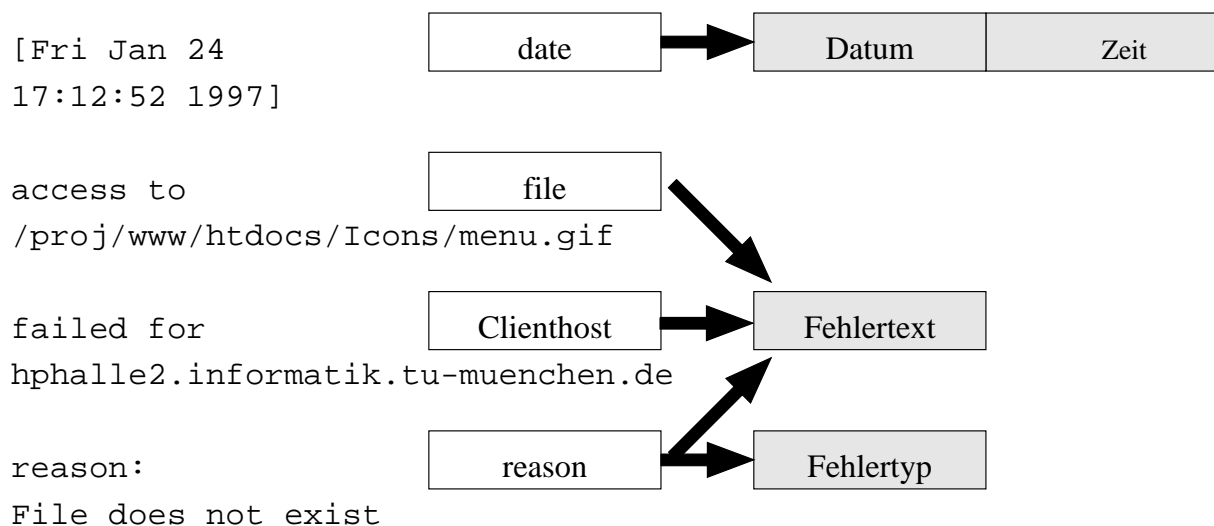 [Fri Jan 24 date Datum Zeit
17:12:52 1997]
access to file
/proj/www/htdocs/Icons/menu.gif
failed for Clienthost Fehlertext
hphalle2.informatik.tu-muenchen.de
reason: reason Fehlertyp
File does not exist